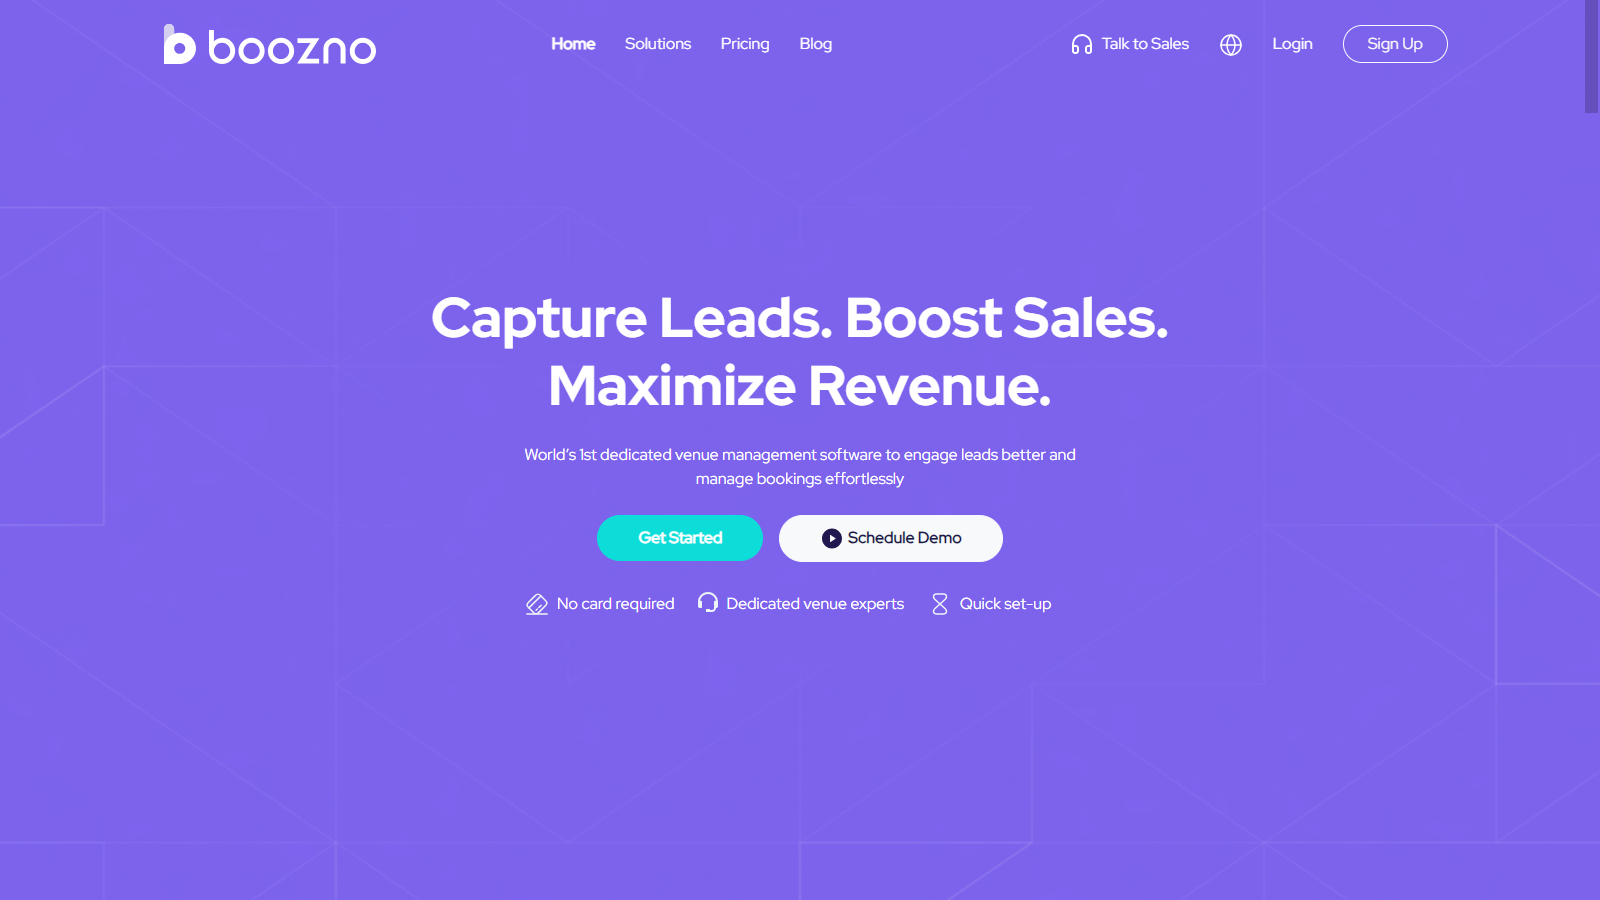 boozno
Home Solutions Pricing Blog
Talk to Sales Login Sign Up
Capture Leads. Boost Sales.
Maximize Revenue.
World's 1st dedicated venue management software to engage leads better and
manage bookings effortlessly
Get Started Schedule Demo
No card required Dedicated venue experts Quick set-up